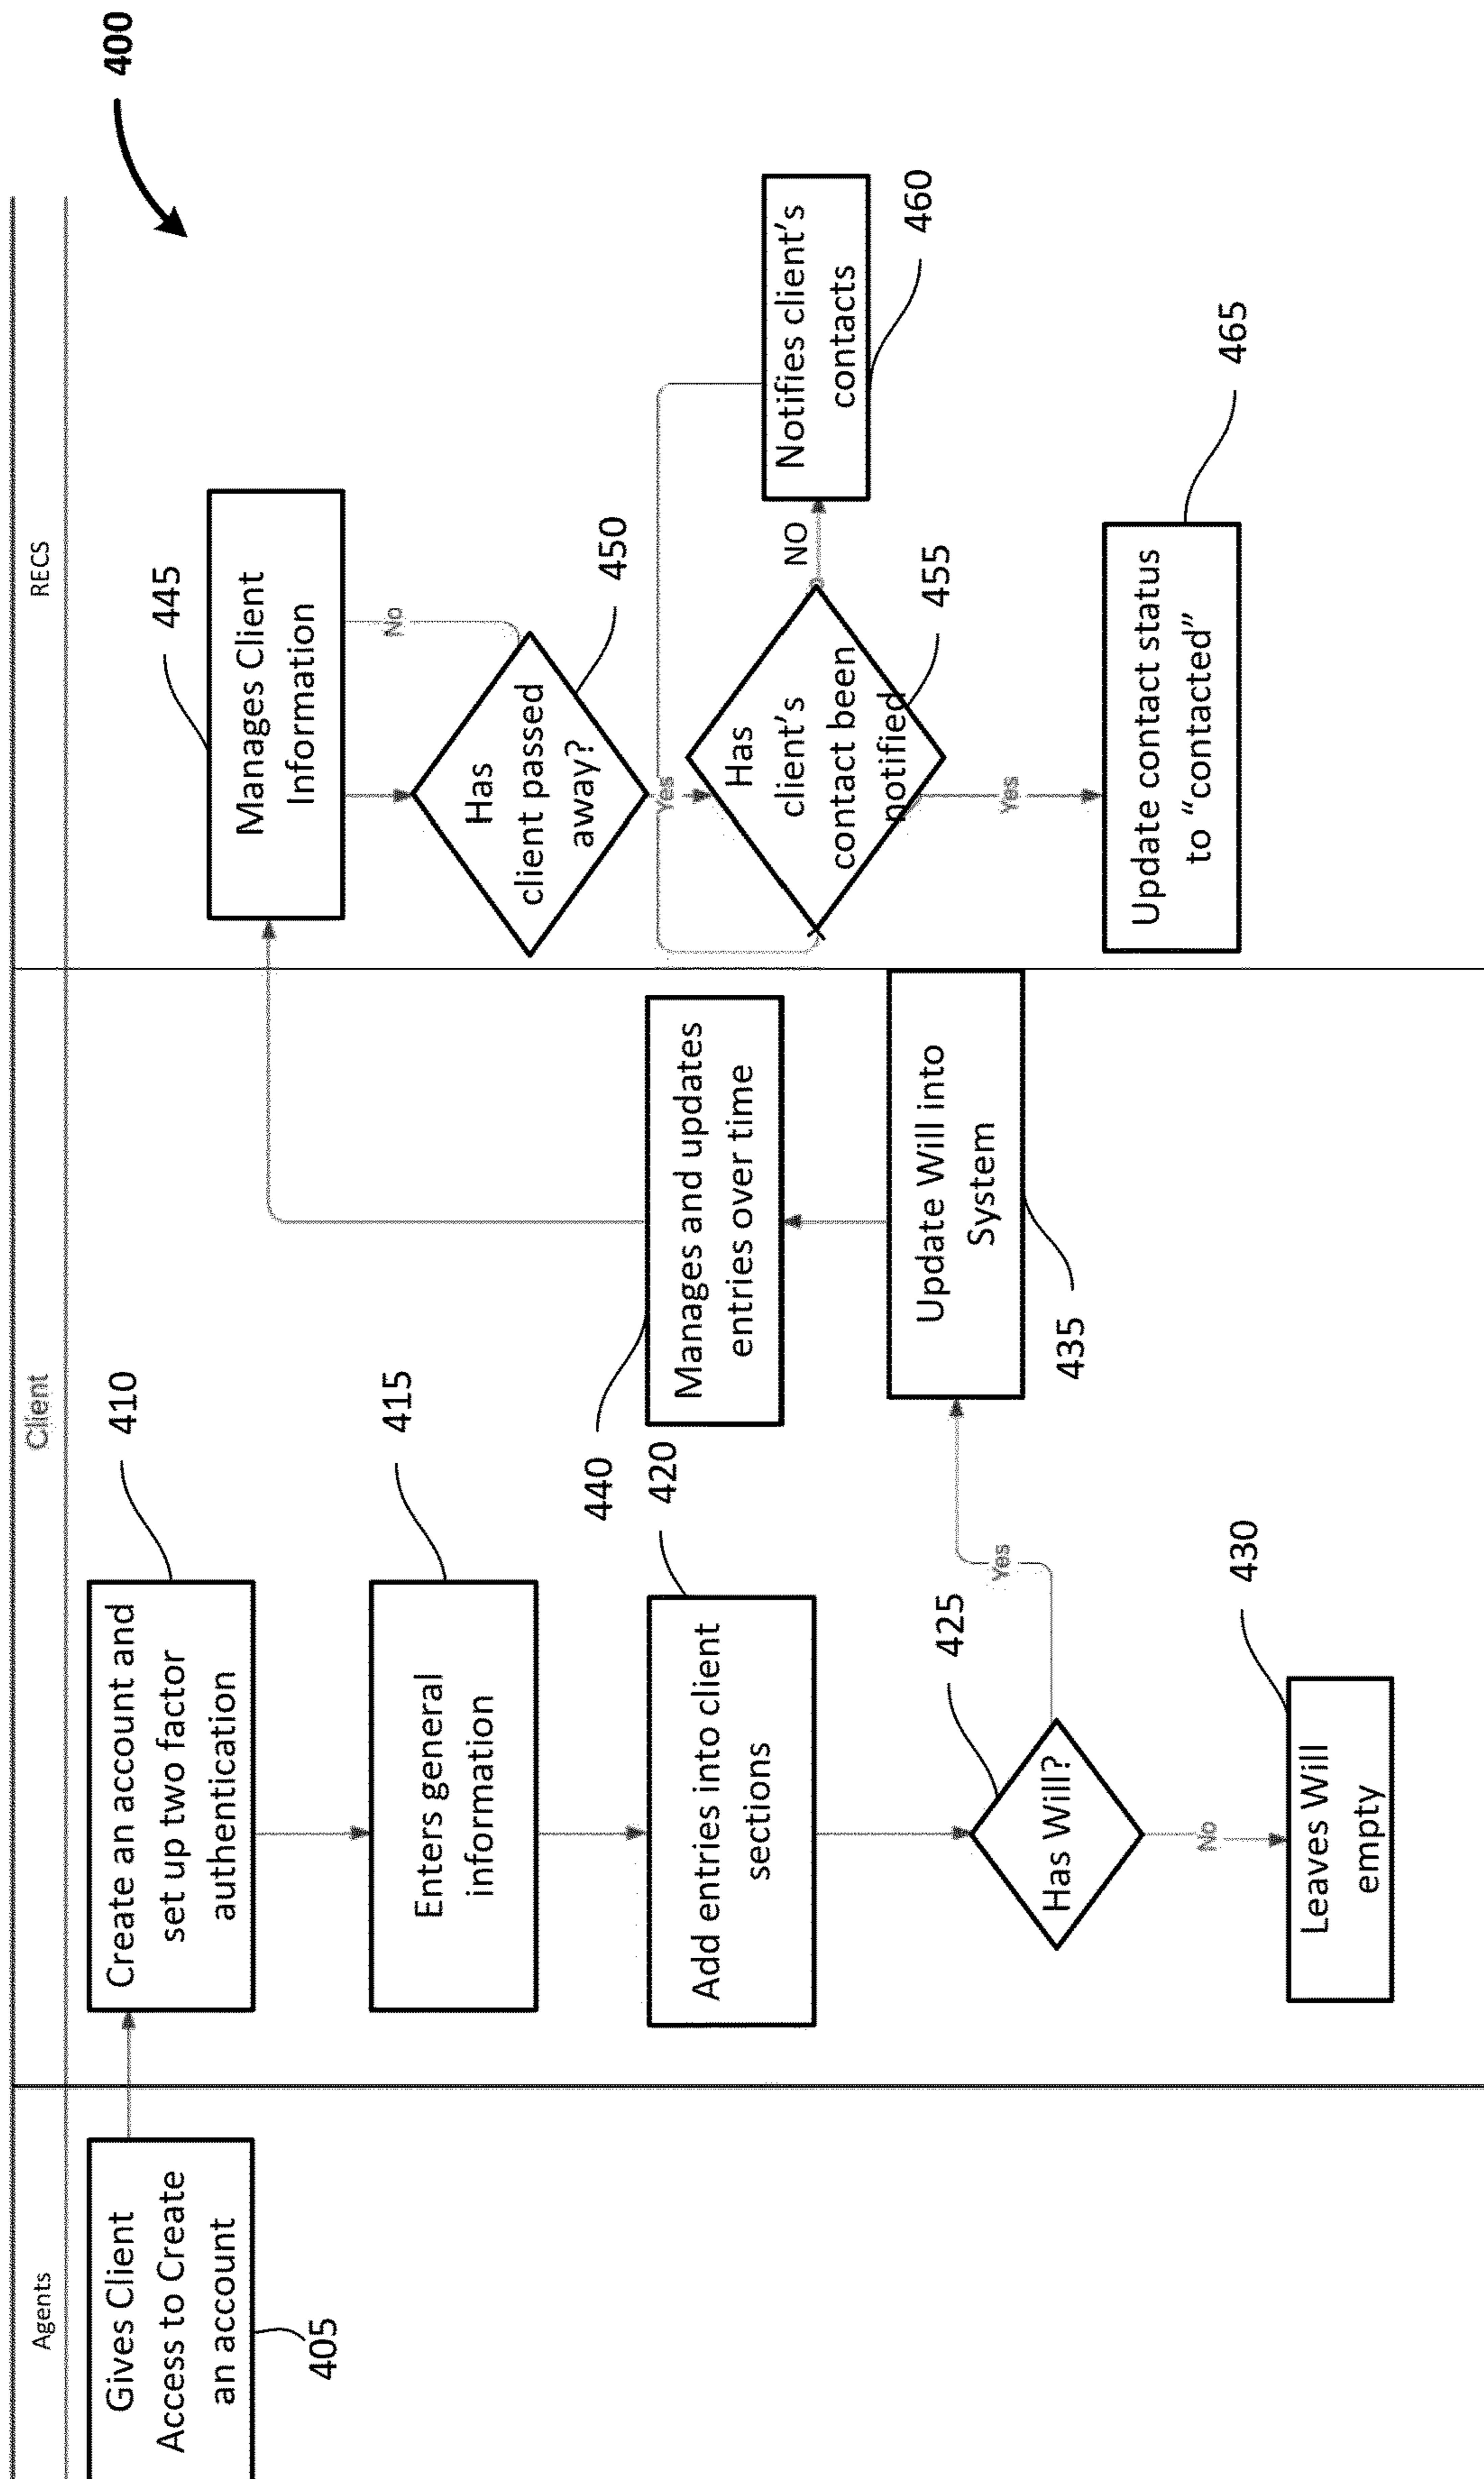 400
Agents
Client
RECS
Gives Client
Access to Create
an account
405
Create an account and
set up two factor
authentication
410
Enters general
information
415
Add entries into client
sections
420
Has Will?
425
No
Leaves Will
empty
430
Yes
Update Will into
System
435
Manages and updates
entries over time
440
Manages Client
Information
445
No
Has
client passed
away?
450
Yes
Has
client's
contact been
notified
455
NO
Notifies client's
contacts
460
Yes
Update contact status
to "contacted"
465